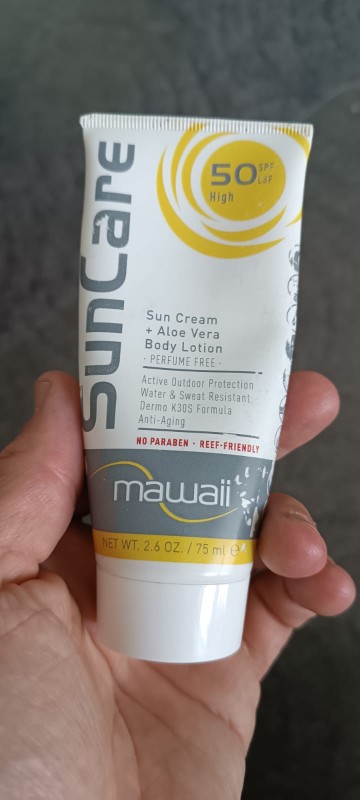 SunCare
50 SPF
LSF
High
Sun Cream
+ Aloe Vera
Body Lotion
- PERFUME FREE -
Active Outdoor Protection
Water & Sweat Resistant
Dermo K30S Formula
Anti-Aging
NO PARABEN • REEF-FRIENDLY
mawaii
NET WT. 2.6 OZ. / 75 ml ℮